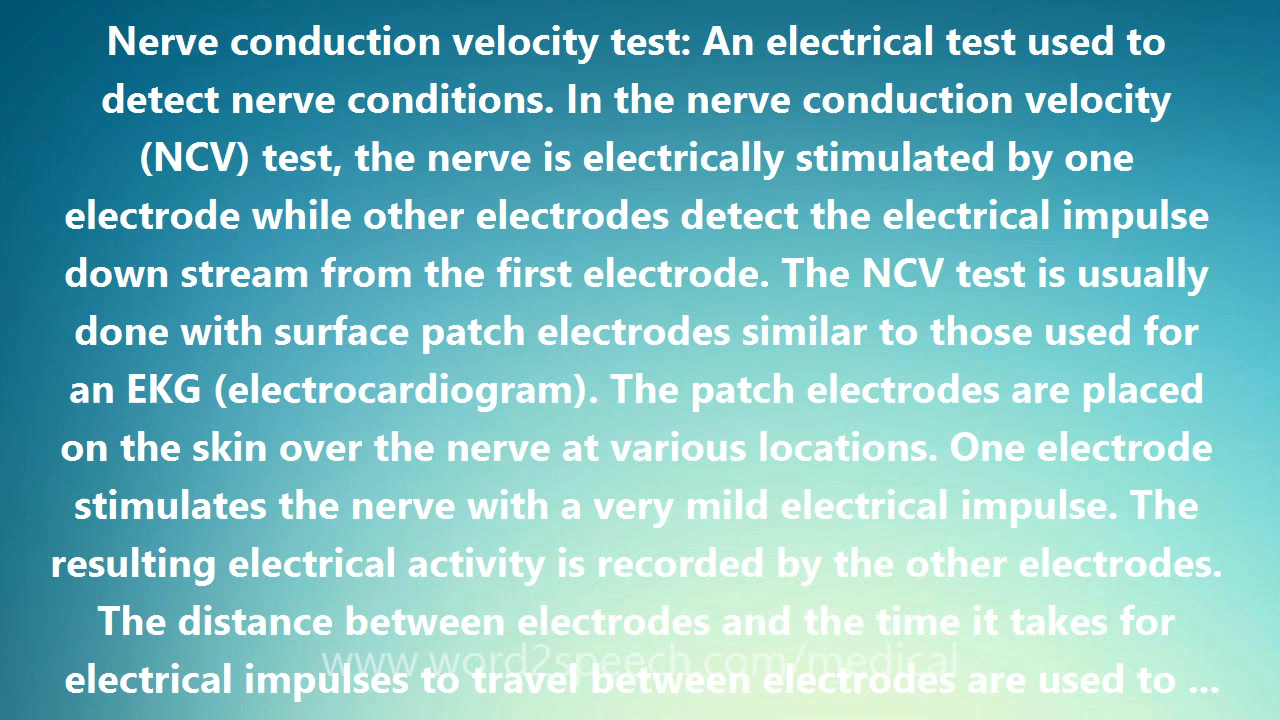 Nerve conduction velocity test: An electrical test used to
detect nerve conditions. In the nerve conduction velocity
(NCV) test, the nerve is electrically stimulated by one
electrode while other electrodes detect the electrical impulse
down stream from the first electrode. The NCV test is usually
done with surface patch electrodes similar to those used for
an EKG (electrocardiogram). The patch electrodes are placed
on the skin over the nerve at various locations. One electrode
stimulates the nerve with a very mild electrical impulse. The
resulting electrical activity is recorded by the other electrodes.
The distance between electrodes and the time it takes for
www.word2speech.com/medical
electrical impulses to travel between electrodes are used to ...